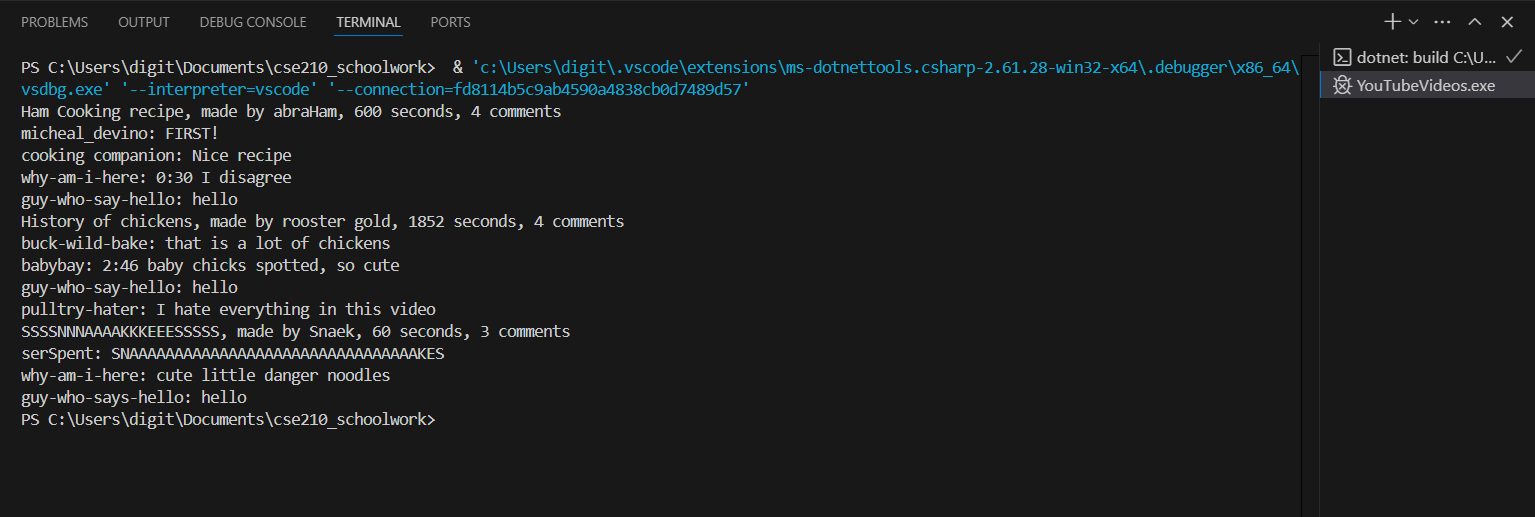 PROBLEMS OUTPUT DEBUG CONSOLE TERMINAL PORTS
PS C:\Users\digit\Documents\cse210_schoolwork>  & 'c:\Users\digit\.vscode\extensions\ms-dotnettools.csharp-2.61.28-win32-x64\.debugger\x86_64\
vsdbg.exe' '--interpreter=vscode' '--connection=fd8114b5c9ab4590a4838cb0d7489d57'
Ham Cooking recipe, made by abraHam, 600 seconds, 4 comments
micheal_devino: FIRST!
cooking companion: Nice recipe
why-am-i-here: 0:30 I disagree
guy-who-say-hello: hello
History of chickens, made by rooster gold, 1852 seconds, 4 comments
buck-wild-bake: that is a lot of chickens
babybay: 2:46 baby chicks spotted, so cute
guy-who-say-hello: hello
pulltry-hater: I hate everything in this video
SSSSNNNAAAAKKKEEESSSSS, made by Snaek, 60 seconds, 3 comments
serSpent: SNAAAAAAAAAAAAAAAAAAAAAAAAAAAAAAAAKES
why-am-i-here: cute little danger noodles
guy-who-says-hello: hello
PS C:\Users\digit\Documents\cse210_schoolwork>
dotnet: build C:\U...
YouTubeVideos.exe